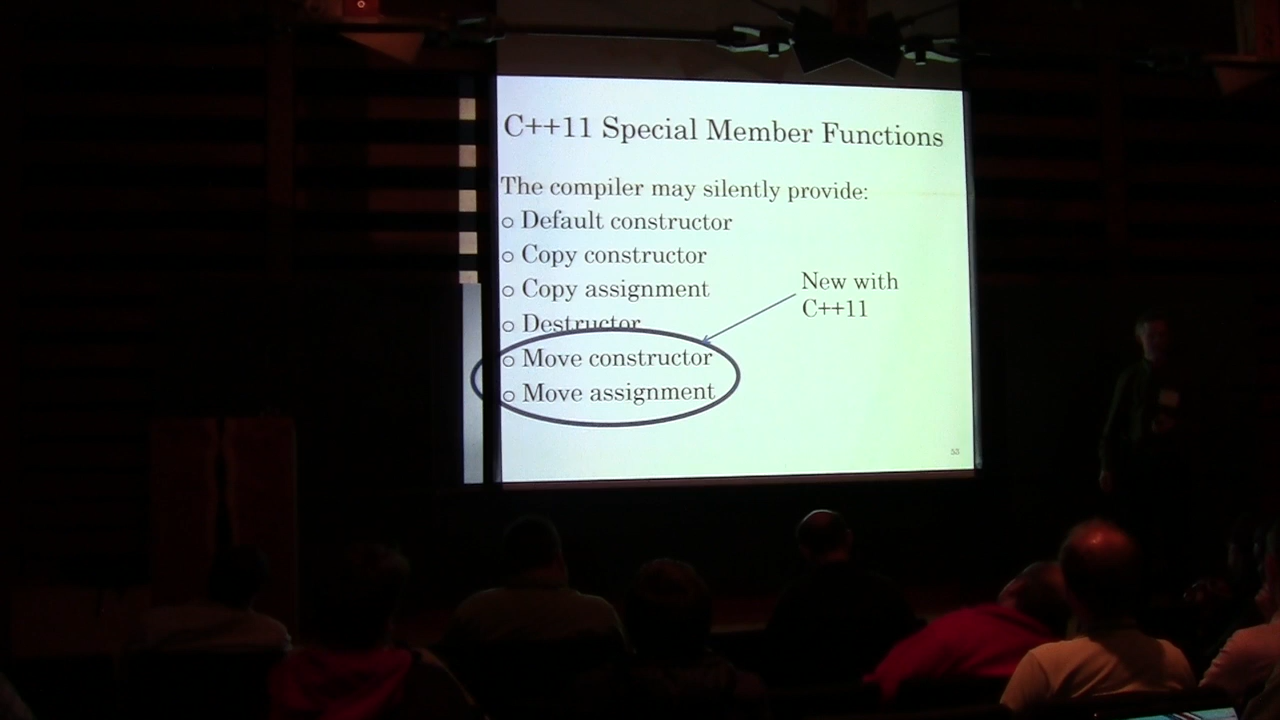 C++11 Special Member Functions
The compiler may silently provide:
o Default constructor
o Copy constructor
o Copy assignment
o Destructor
o Move constructor
o Move assignment
New with
C++11